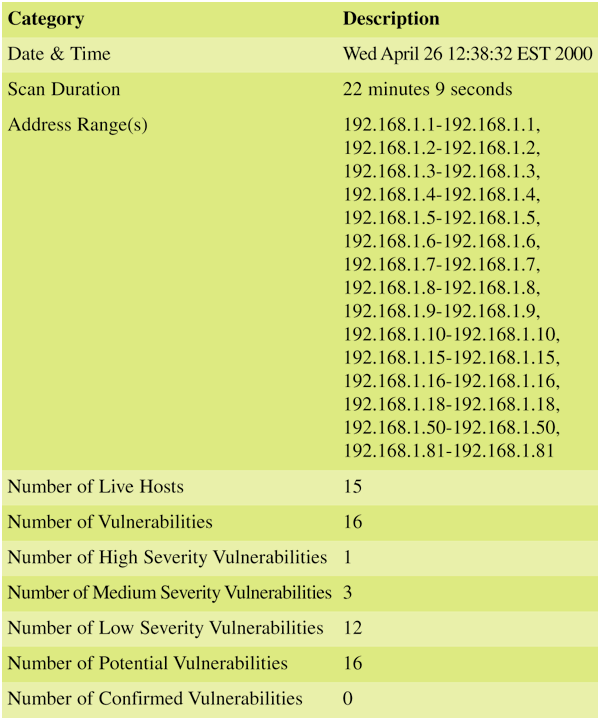 Category Description
Date & Time Wed April 26 12:38:32 EST 2000
Scan Duration 22 minutes 9 seconds
Address Range(s) 192.168.1.1-192.168.1.1,
192.168.1.2-192.168.1.2,
192.168.1.3-192.168.1.3,
192.168.1.4-192.168.1.4,
192.168.1.5-192.168.1.5,
192.168.1.6-192.168.1.6,
192.168.1.7-192.168.1.7,
192.168.1.8-192.168.1.8,
192.168.1.9-192.168.1.9,
192.168.1.10-192.168.1.10,
192.168.1.15-192.168.1.15,
192.168.1.16-192.168.1.16,
192.168.1.18-192.168.1.18,
192.168.1.50-192.168.1.50,
192.168.1.81-192.168.1.81
Number of Live Hosts 15
Number of Vulnerabilities 16
Number of High Severity Vulnerabilities 1
Number of Medium Severity Vulnerabilities 3
Number of Low Severity Vulnerabilities 12
Number of Potential Vulnerabilities 16
Number of Confirmed Vulnerabilities 0